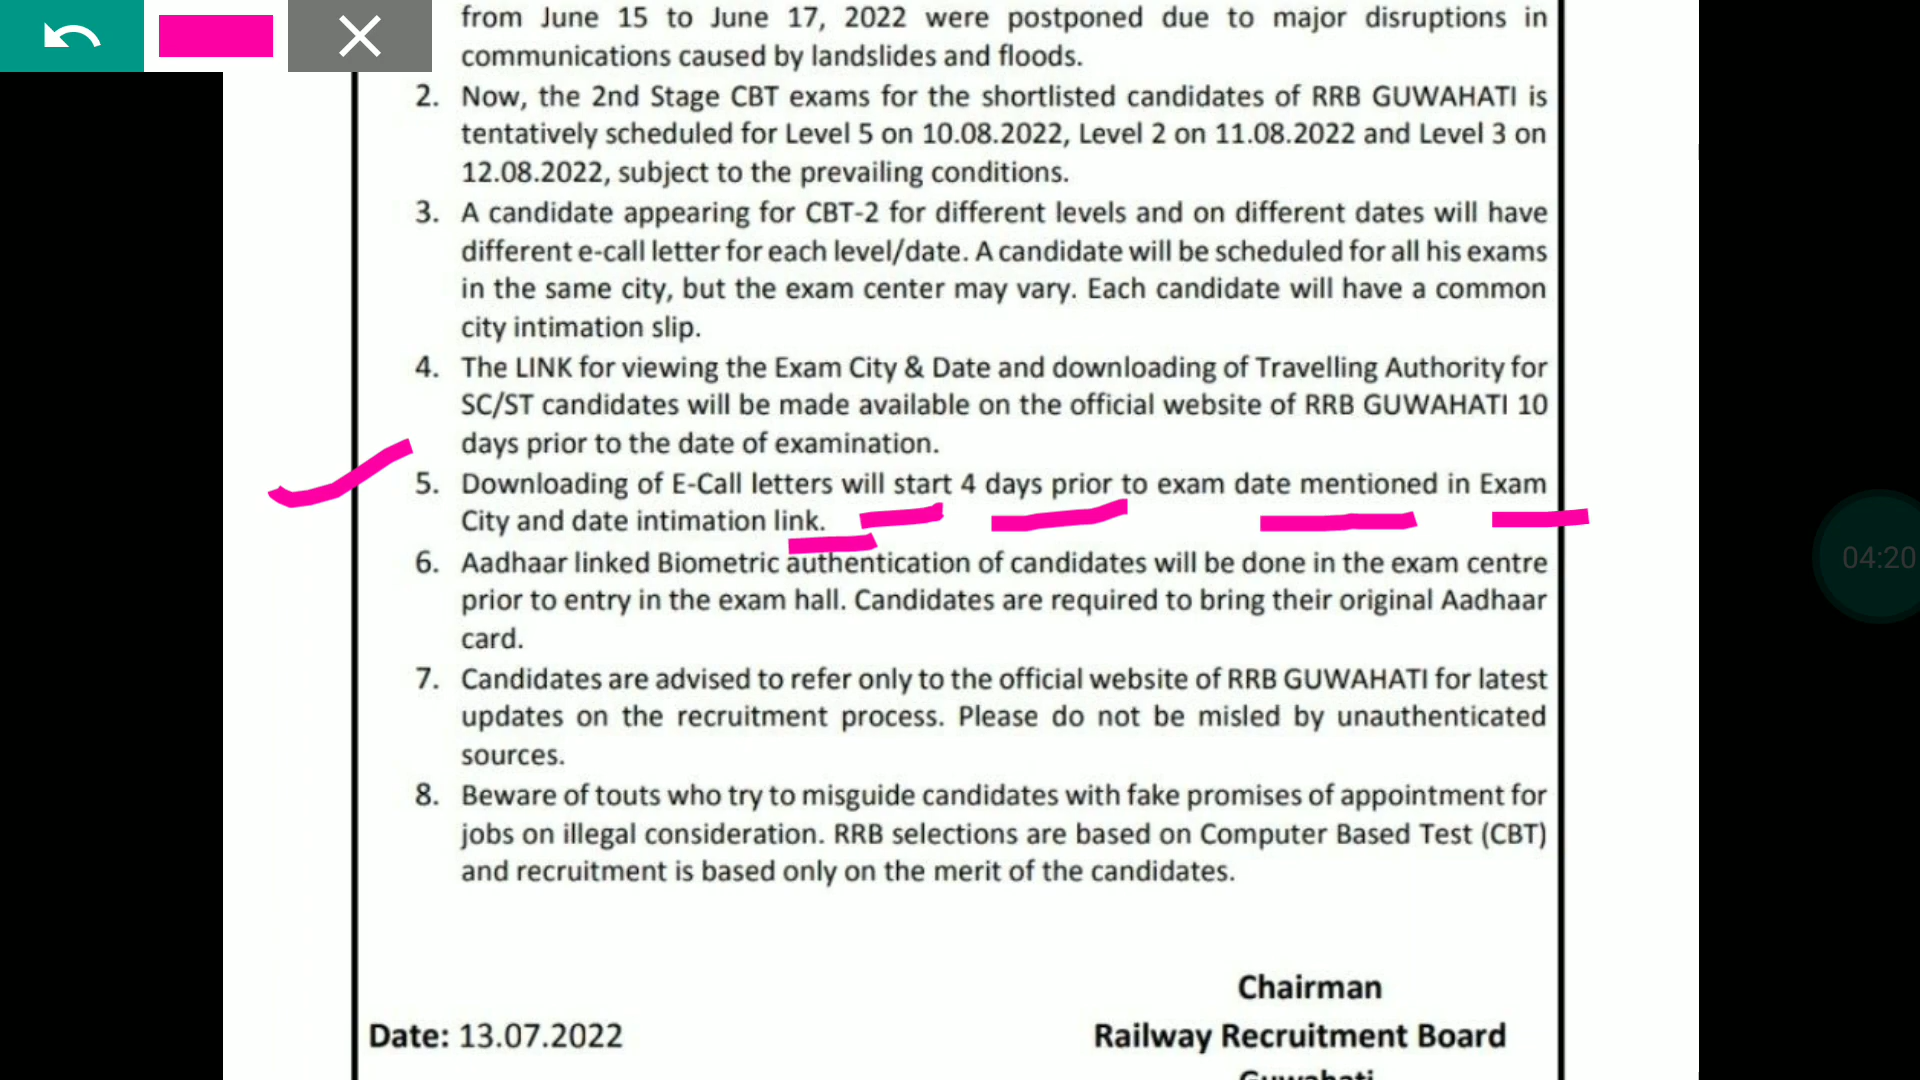 from June 15 to June 17, 2022 were postponed due to major disruptions in
communications caused by landslides and floods.
2. Now, the 2nd Stage CBT exams for the shortlisted candidates of RRB GUWAHATI is
tentatively scheduled for Level 5 on 10.08.2022, Level 2 on 11.08.2022 and Level 3 on
12.08.2022, subject to the prevailing conditions.
3. A candidate appearing for CBT-2 for different levels and on different dates will have
different e-call letter for each level/date. A candidate will be scheduled for all his exams
in the same city, but the exam center may vary. Each candidate will have a common
city intimation slip.
4. The LINK for viewing the Exam City & Date and downloading of Travelling Authority for
SC/ST candidates will be made available on the official website of RRB GUWAHATI 10
days prior to the date of examination.
5. Downloading of E-Call letters will start 4 days prior to exam date mentioned in Exam
City and date intimation link.
6. Aadhaar linked Biometric authentication of candidates will be done in the exam centre
prior to entry in the exam hall. Candidates are required to bring their original Aadhaar
card.
7. Candidates are advised to refer only to the official website of RRB GUWAHATI for latest
updates on the recruitment process. Please do not be misled by unauthenticated
sources.
8. Beware of touts who try to misguide candidates with fake promises of appointment for
jobs on illegal consideration. RRB selections are based on Computer Based Test (CBT)
and recruitment is based only on the merit of the candidates.
Chairman
Date: 13.07.2022
Railway Recruitment Board
Guwahati
04:20